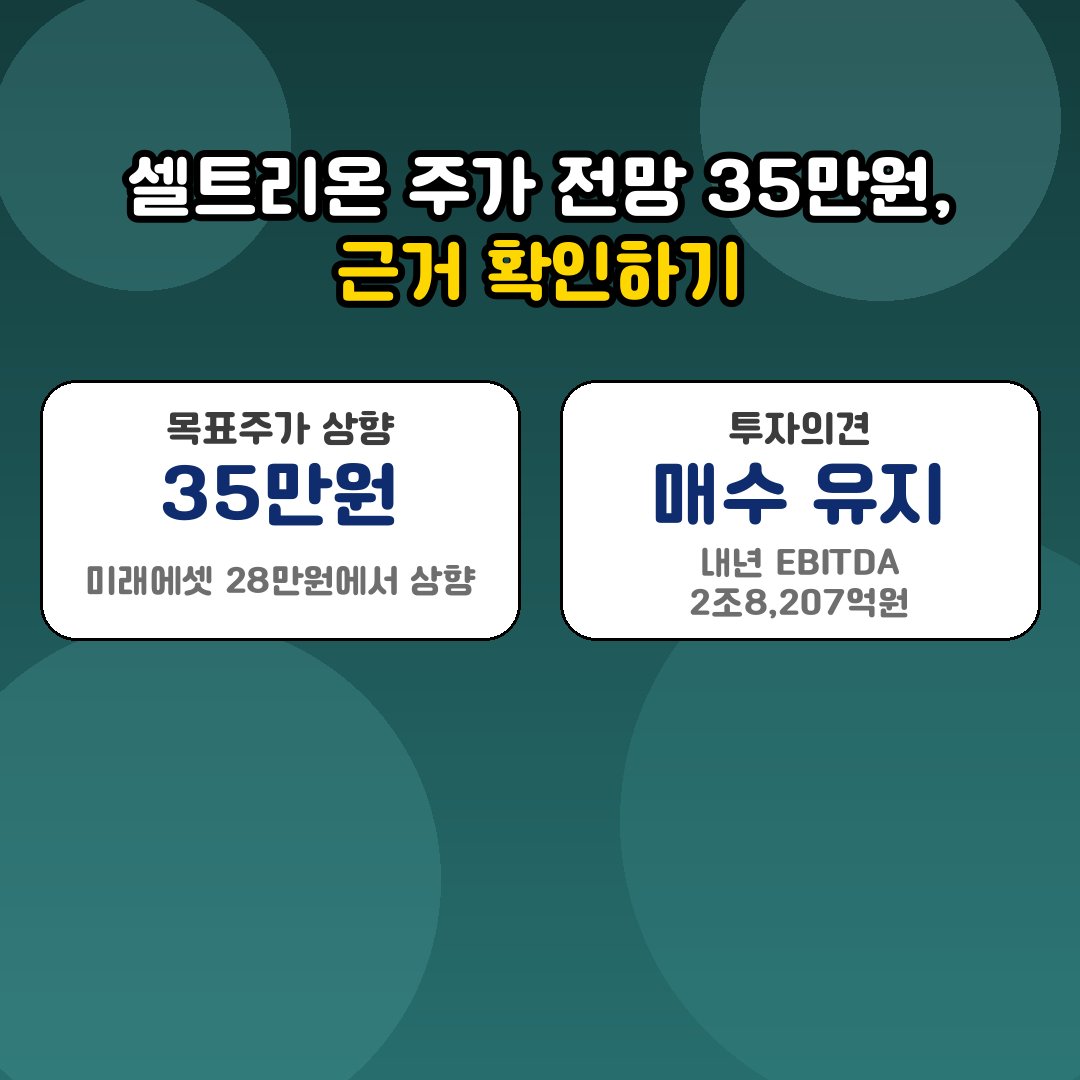 셀트리온 주가 전망 35만원,
근거 확인하기
목표주가 상향
35만원
미래에셋 28만원에서 상향
투자의견
매수 유지
내년 EBITDA
2조8,207억원